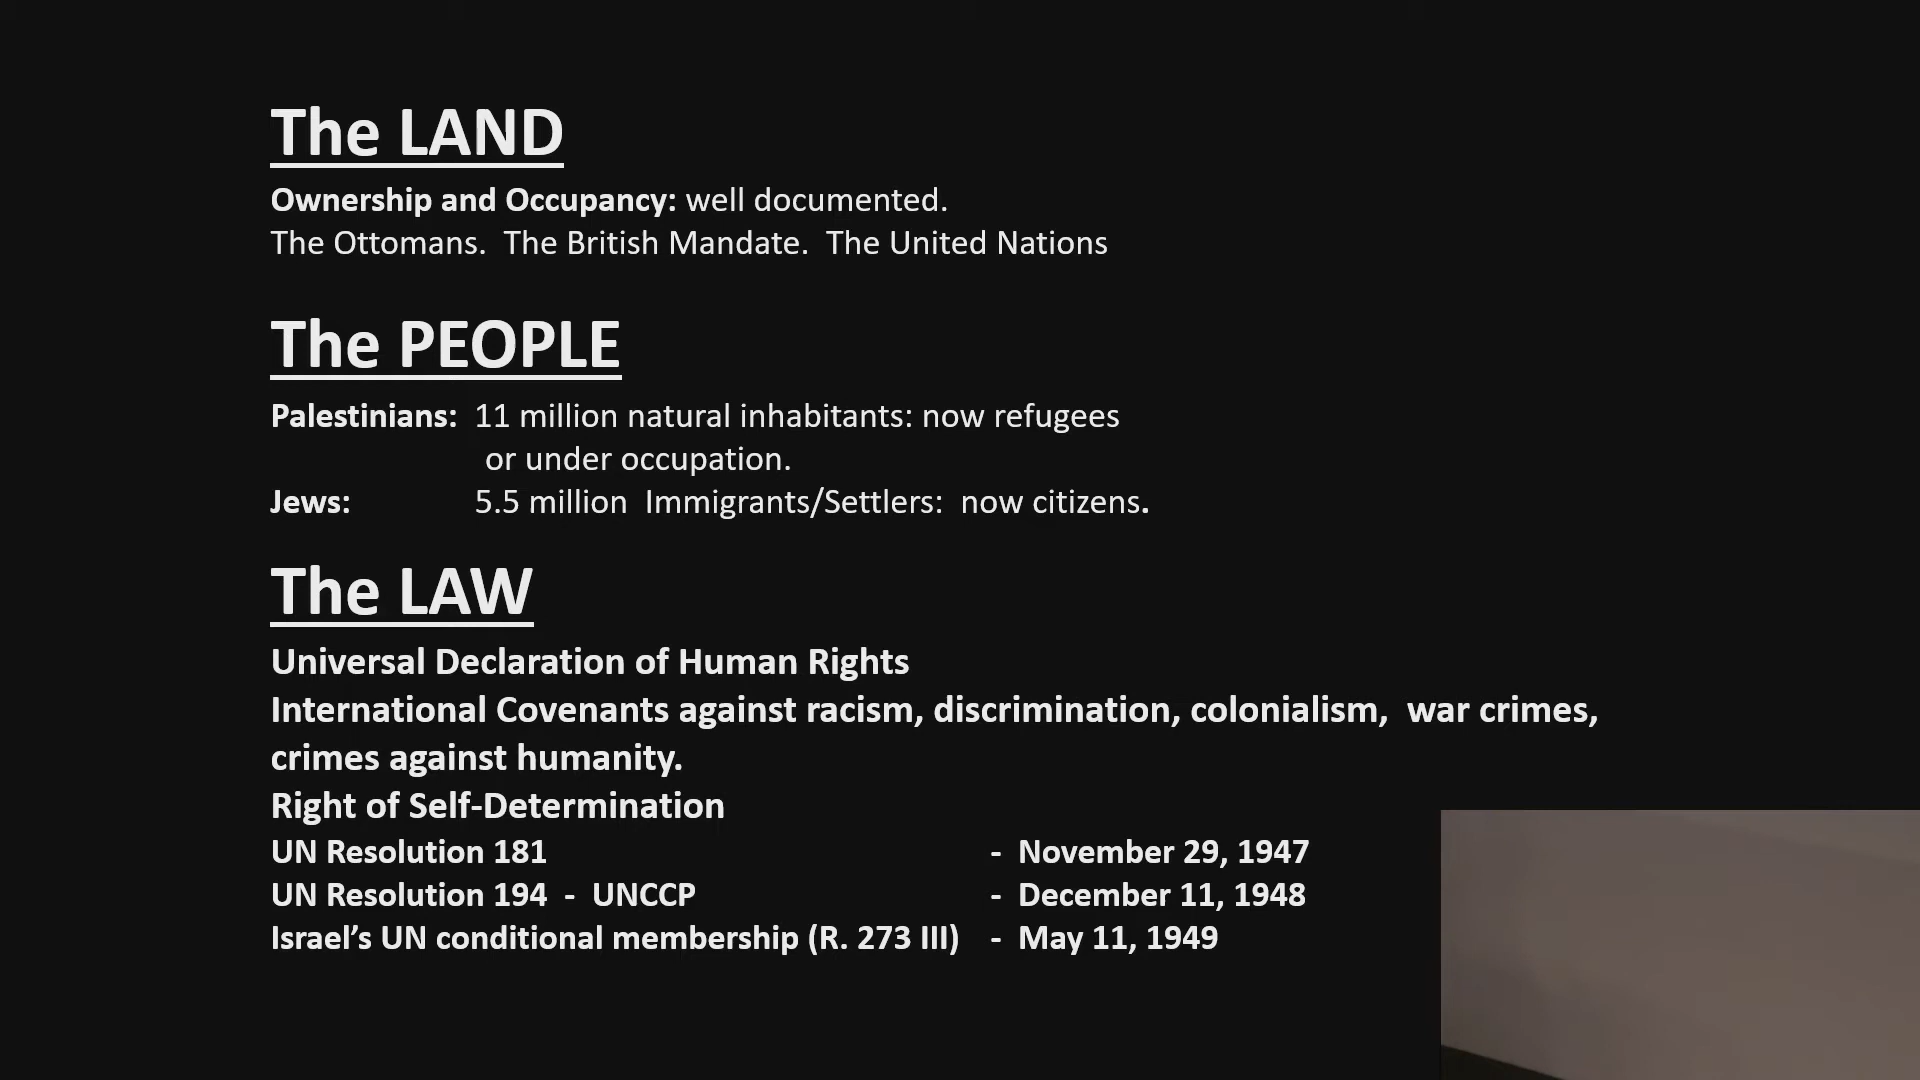 The LAND
Ownership and Occupancy: well documented.
The Ottomans.  The British Mandate.  The United Nations
The PEOPLE
Palestinians:  11 million natural inhabitants: now refugees
or under occupation.
Jews:  5.5 million  Immigrants/Settlers:  now citizens.
The LAW
Universal Declaration of Human Rights
International Covenants against racism, discrimination, colonialism,  war crimes,
crimes against humanity.
Right of Self-Determination
UN Resolution 181  -  November 29, 1947
UN Resolution 194  -  UNCCP  -  December 11, 1948
Israel’s UN conditional membership (R. 273 III)  -  May 11, 1949